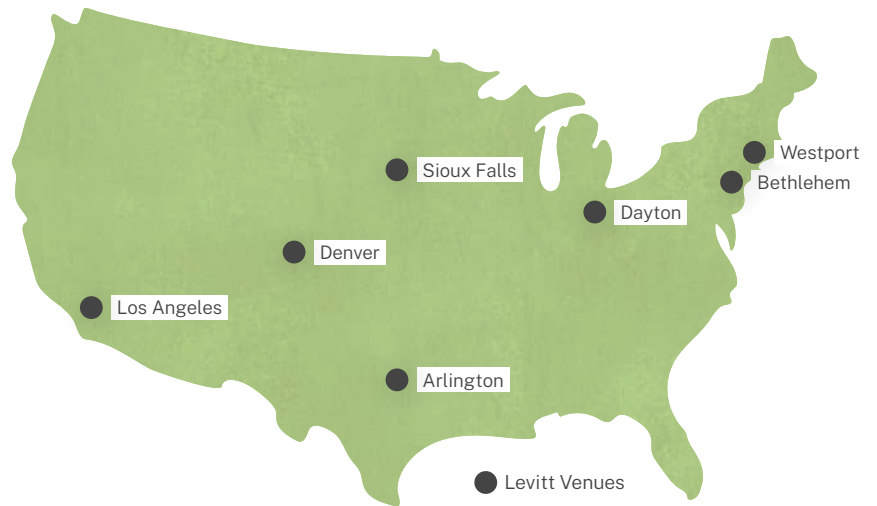 Westport
Sioux Falls
Bethlehem
Dayton
Denver
Los Angeles
Arlington
Levitt Venues